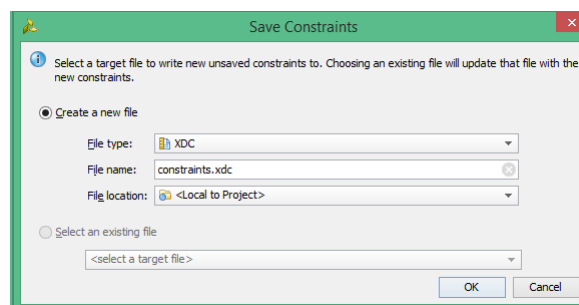 Save Constraints
Select a target file to write new unsaved constraints to. Choosing an existing file will update that file with the
new constraints.
Create a new file
File type: XDC
File name: constraints.xdc
File location: <Local to Project>
Select an existing file
<select a target file>
OK Cancel